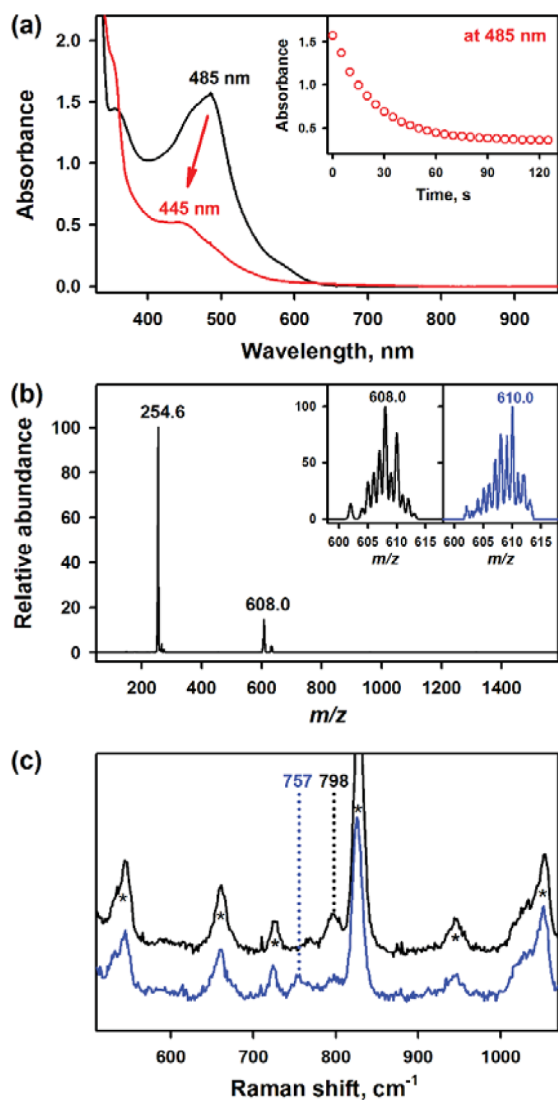 (a)
2.0
1.5
1.0
0.5
0.0
Absorbance
485 nm
445 nm
400 500 600 700 800 900
Wavelength, nm
at 485 nm
1.5
1.0
0.5
Absorbance
0 30 60 90 120
Time, s
(b)
100
80
60
40
20
0
Relative abundance
254.6
608.0
200 400 600 800 1000 1200 1400
m/z
608.0
610.0
100
50
0
600 605 610 615
m/z
600 605 610 615
m/z
(c)
757
798
* * * * *
600 700 800 900 1000
Raman shift, cm⁻¹
*